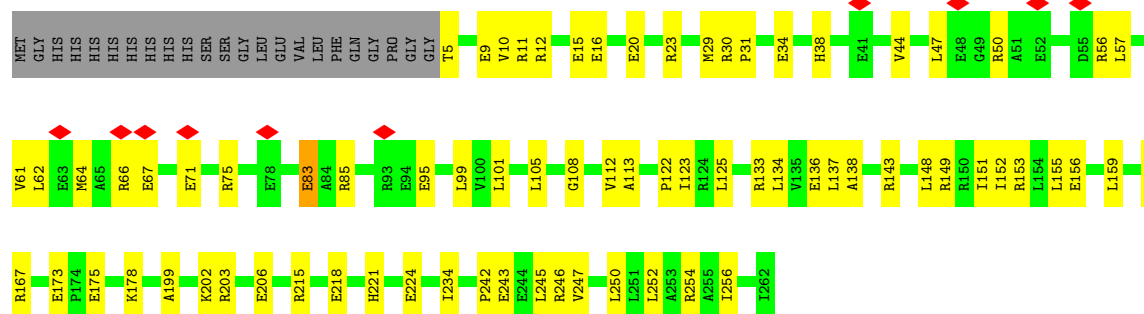 MET GLY HIS HIS HIS HIS HIS HIS HIS HIS SER SER GLY LEU GLU VAL LEU PHE GLN GLY PRO GLY GLY T5 E9 V10 R11 R12 E15 E16 E20 R23 M29 R30 P31 E34 H38 E41 V44 L47 E48 G49 R50 A51 E52 D55 R56 L57
V61 L62 E63 M64 A65 R66 E67 E71 R75 E78 E83 A84 R85 R93 E94 E95 L99 V100 L101 L105 G108 V112 A113 P122 I123 R124 L125 R133 L134 V135 E136 L137 A138 R143 L148 R149 R150 I151 I152 R153 L154 L155 E156 L159
R167 E173 P174 E175 K178 A199 K202 R203 E206 R215 E218 H221 E224 I234 P242 E243 E244 L245 R246 V247 L250 L251 L252 A253 R254 A255 I256 I262